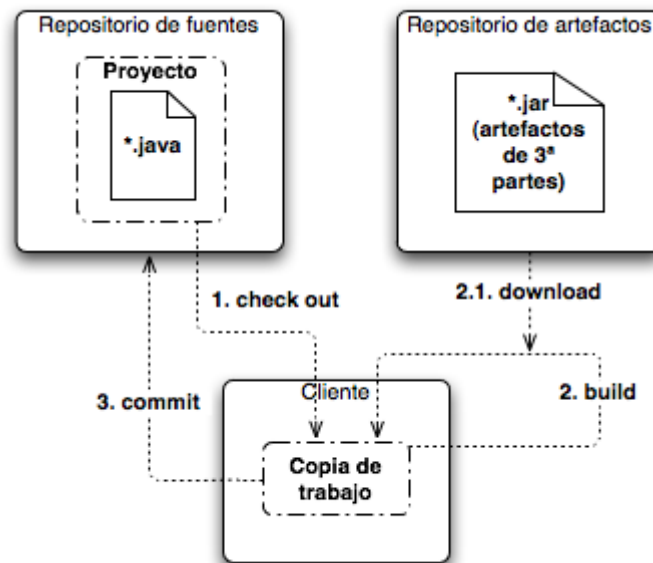 Repositorio de fuentes
Proyecto
*.java
Repositorio de artefactos
*.jar
(artefactos
de 3ª
partes)
1. check out
2.1. download
3. commit
Cliente
2. build
Copia de
trabajo